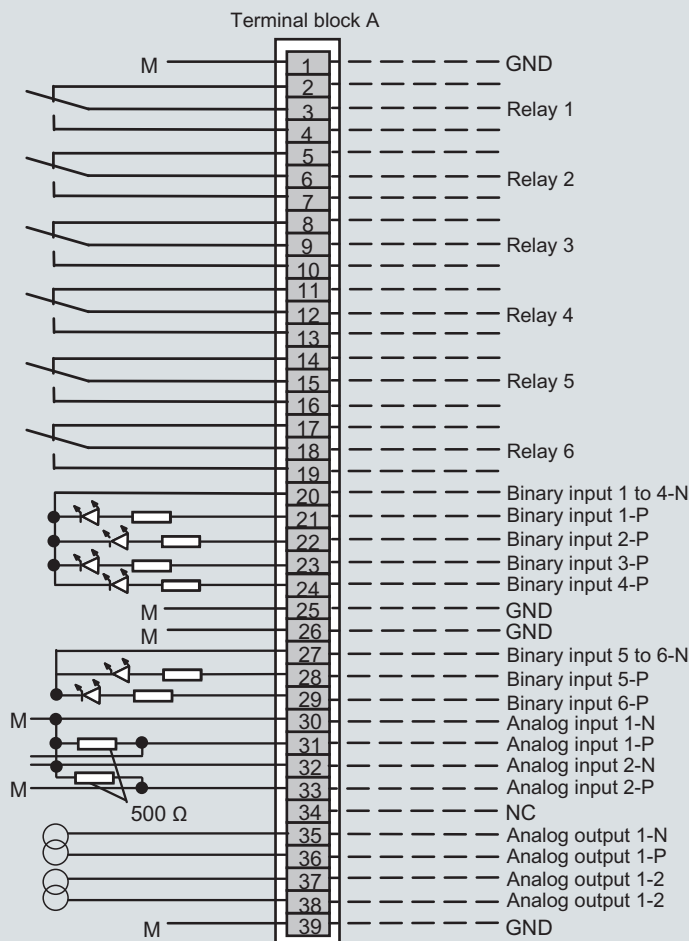 Terminal block A
M 1 GND
2
3 Relay 1
4
5
6 Relay 2
7
8
9 Relay 3
10
11
12 Relay 4
13
14
15 Relay 5
16
17
18 Relay 6
19
20 Binary input 1 to 4-N
21 Binary input 1-P
22 Binary input 2-P
23 Binary input 3-P
24 Binary input 4-P
M 25 GND
M 26 GND
27 Binary input 5 to 6-N
28 Binary input 5-P
29 Binary input 6-P
M 30 Analog input 1-N
31 Analog input 1-P
32 Analog input 2-N
M 33 Analog input 2-P
500 Ω 34 NC
35 Analog output 1-N
36 Analog output 1-P
37 Analog output 1-2
38 Analog output 1-2
M 39 GND